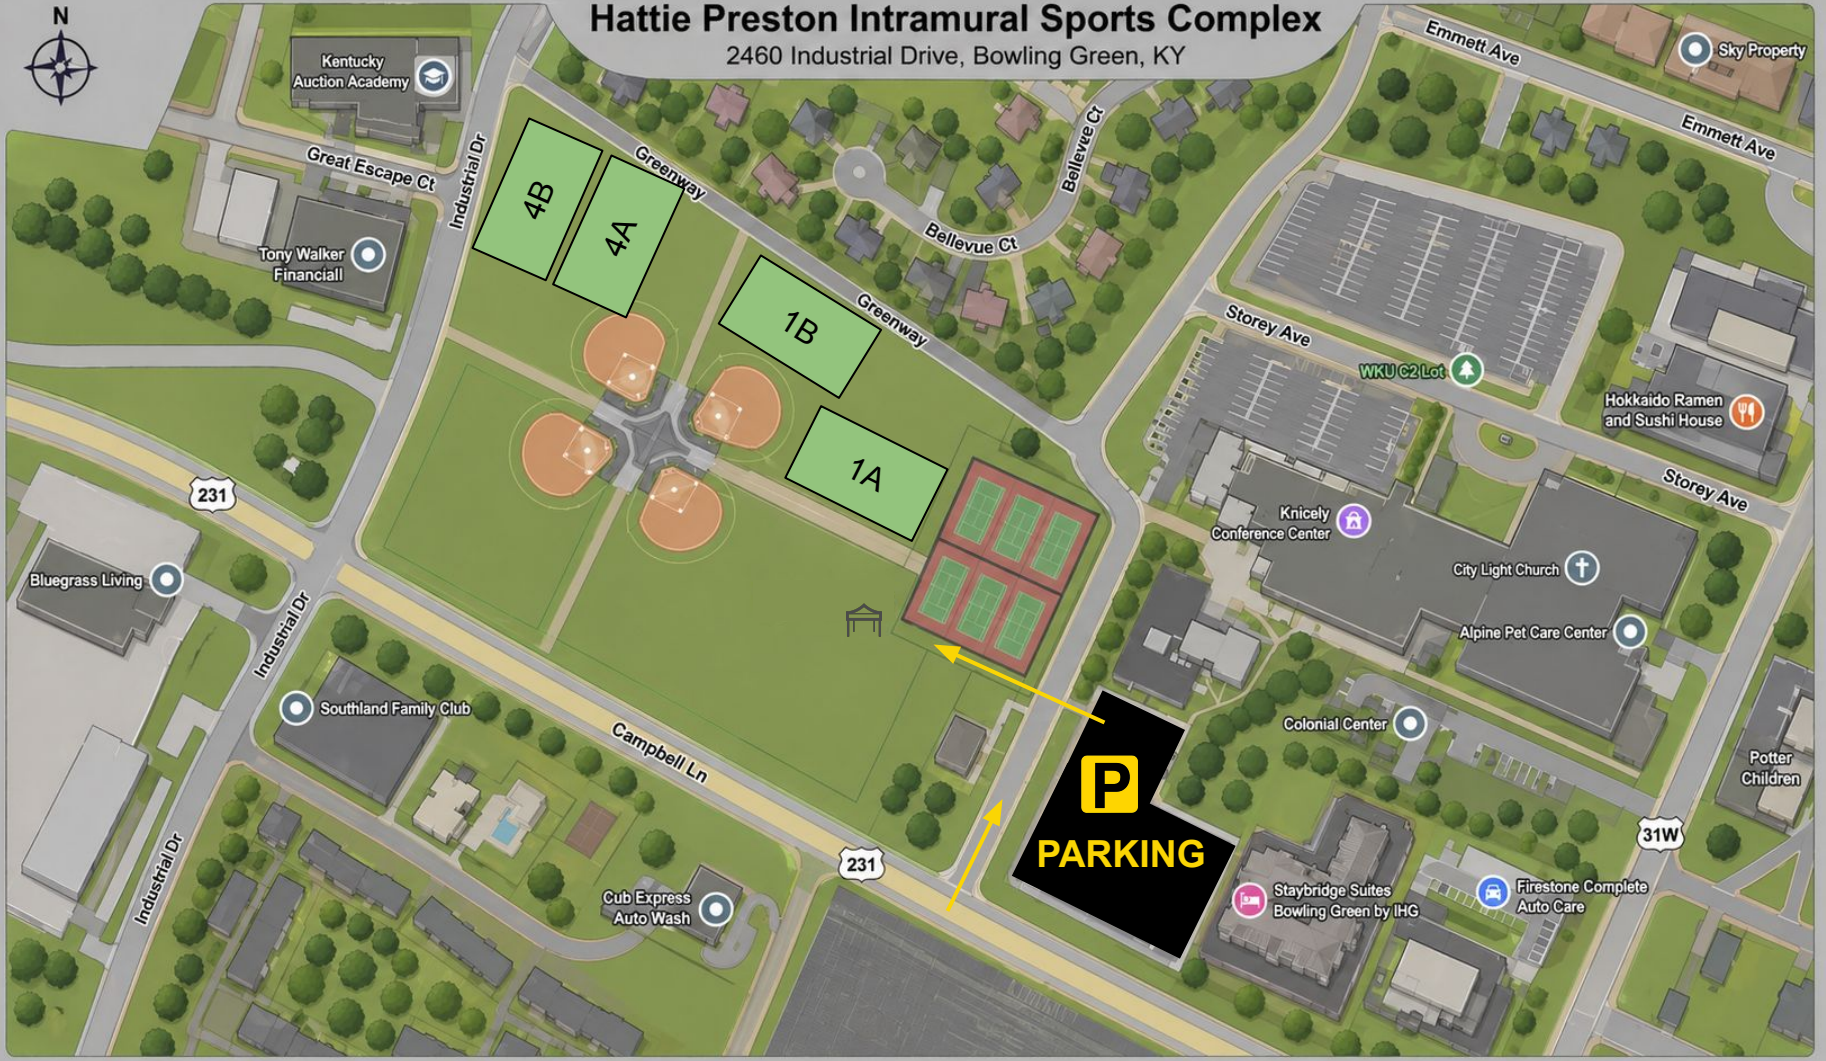 Hattie Preston Intramural Sports Complex
2460 Industrial Drive, Bowling Green, KY
N
Kentucky
Auction Academy
Great Escape Ct
Industrial Dr
Tony Walker
Financiall
4B
4A
1B
1A
Greenway
Greenway
Bellevue Ct
Bellevue Ct
Emmett Ave
Emmett Ave
Sky Property
Storey Ave
WKU C2 Lot
Hokkaido Ramen
and Sushi House
Storey Ave
Knicely
Conference Center
City Light Church
Alpine Pet Care Center
Colonial Center
Potter
Children
231
Bluegrass Living
Industrial Dr
Southland Family Club
Campbell Ln
P
PARKING
31W
231
Cub Express
Auto Wash
Staybridge Suites
Bowling Green by IHG
Firestone Complete
Auto Care
Industrial Dr